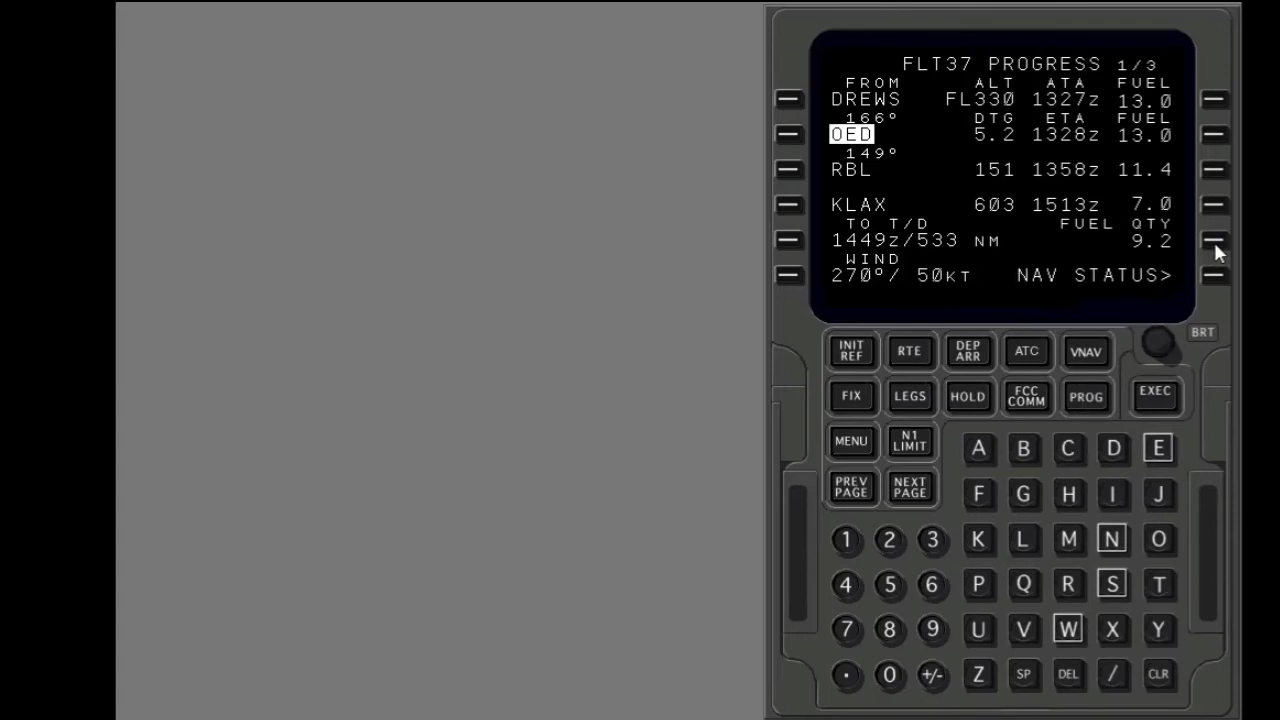 FLT37 PROGRESS 1/3
FROM ALT ATA FUEL
DREWS FL330 1327z 13.0
166° DTG ETA FUEL
OED 5.2 1328z 13.0
149°
RBL 151 1358z 11.4
KLAX 603 1513z 7.0
TO T/D FUEL QTY
1449z/533 NM 9.2
WIND
270°/ 50KT NAV STATUS>
BRT
INIT REF RTE DEP ARR ATC VNAV
FIX LEGS HOLD FCC COMM PROG EXEC
MENU N1 LIMIT A B C D E
PREV PAGE NEXT PAGE F G H I J
1 2 3 K L M N O
4 5 6 P Q R S T
7 8 9 U V W X Y
. 0 +/- Z SP DEL / CLR